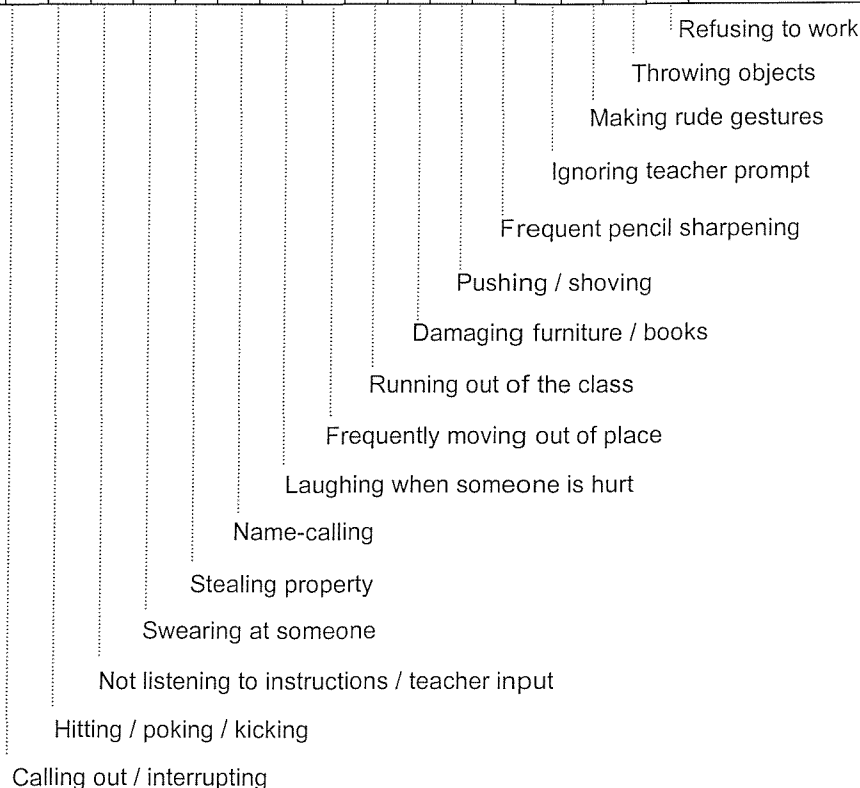 Refusing to work
Throwing objects
Making rude gestures
Ignoring teacher prompt
Frequent pencil sharpening
Pushing / shoving
Damaging furniture / books
Running out of the class
Frequently moving out of place
Laughing when someone is hurt
Name-calling
Stealing property
Swearing at someone
Not listening to instructions / teacher input
Hitting / poking / kicking
Calling out / interrupting